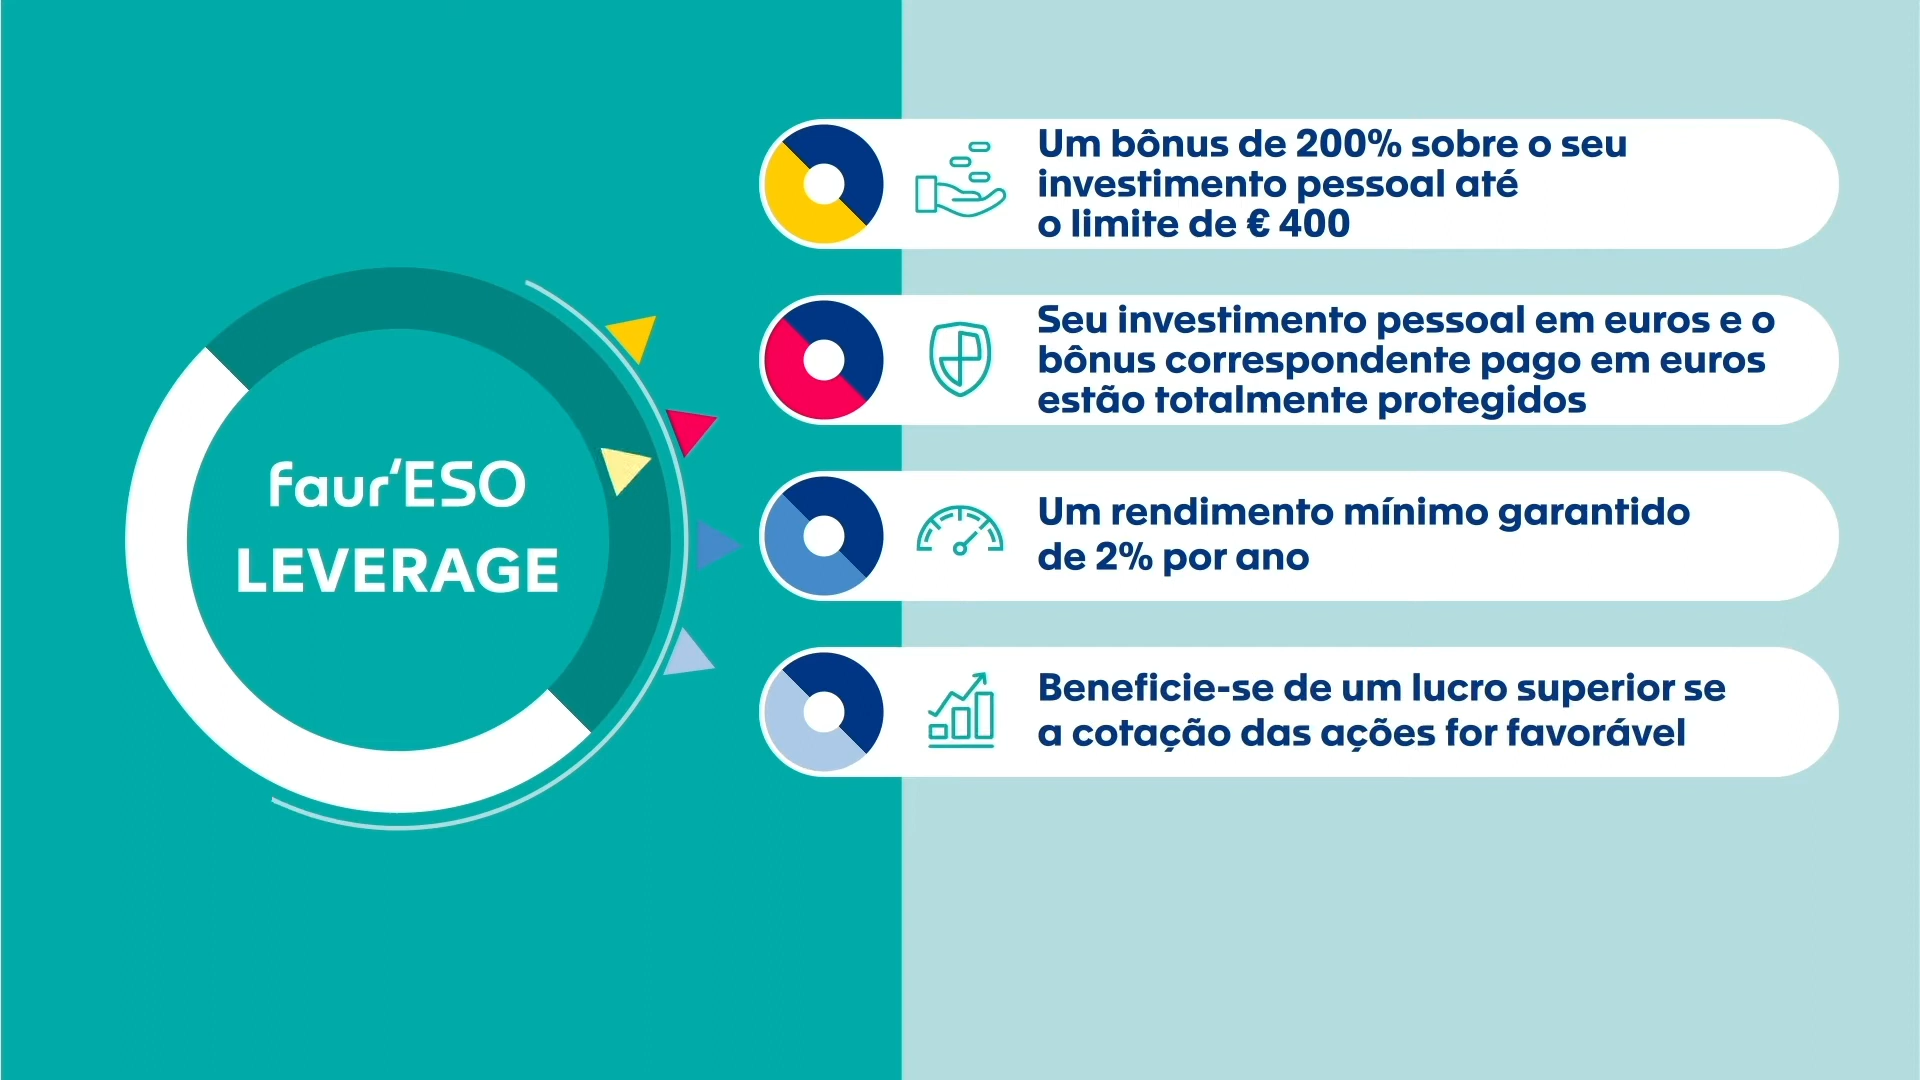 faur'ESO
LEVERAGE
Um bônus de 200% sobre o seu
investimento pessoal até
o limite de € 400
Seu investimento pessoal em euros e o
bônus correspondente pago em euros
estão totalmente protegidos
Um rendimento mínimo garantido
de 2% por ano
Beneficie-se de um lucro superior se
a cotação das ações for favorável